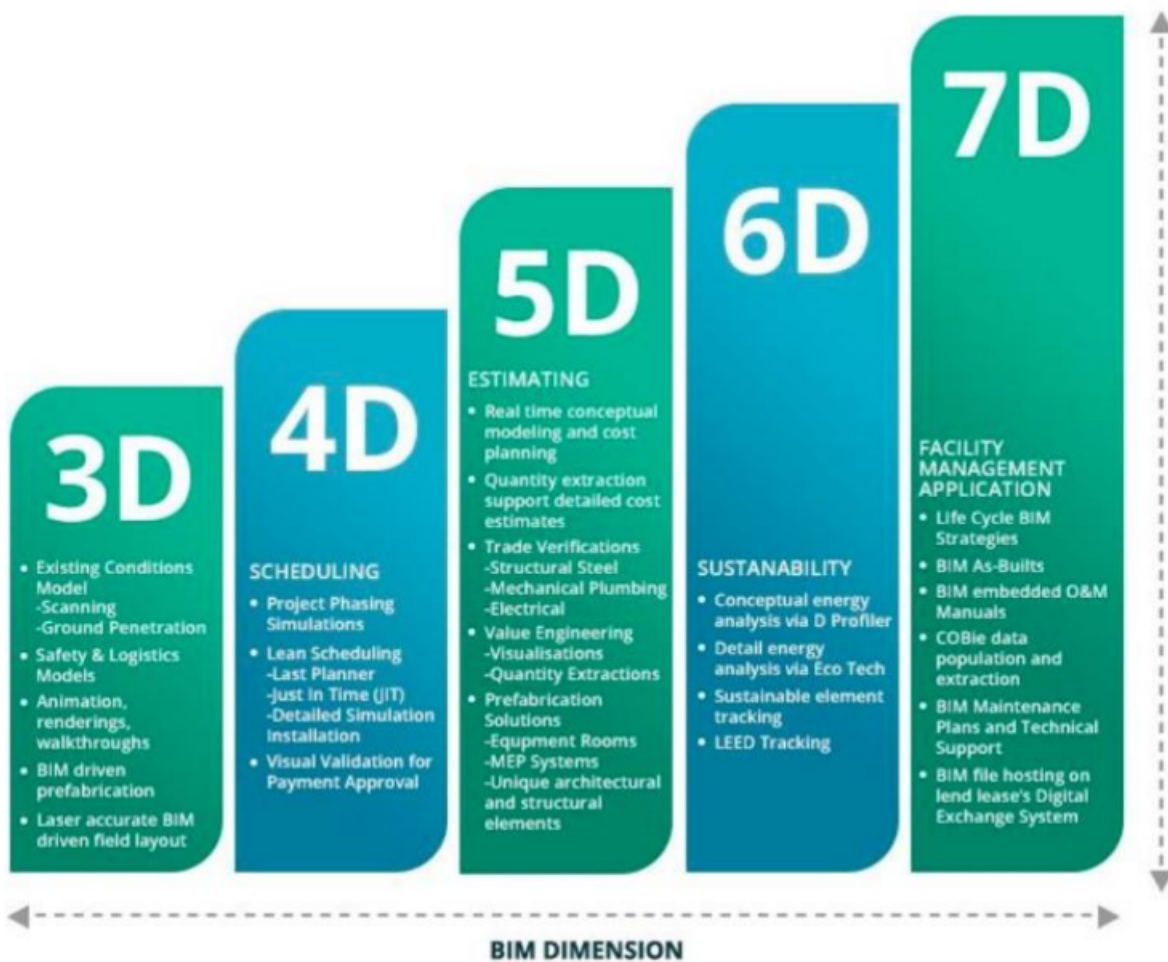 3D
• Existing Conditions
Model
-Scanning
-Ground Penetration
• Safety & Logistics
Models
• Animation,
renderings,
walkthroughs
• BIM driven
prefabrication
• Laser accurate BIM
driven field layout
4D
SCHEDULING
• Project Phasing
Simulations
• Lean Scheduling
-Last Planner
-Just In Time (JIT)
-Detailed Simulation
Installation
• Visual Validation for
Payment Approval
5D
ESTIMATING
• Real time conceptual
modeling and cost
planning
• Quantity extraction
support detailed cost
estimates
• Trade Verifications
-Structural Steel
-Mechanical Plumbing
-Electrical
• Value Engineering
-Visualisations
-Quantity Extractions
• Prefabrication
Solutions
-Equpment Rooms
-MEP Systems
-Unique architectural
and structural
elements
6D
SUSTANABILITY
• Conceptual energy
analysis via D Profiler
• Detail energy
analysis via Eco Tech
• Sustainable element
tracking
• LEED Tracking
7D
FACILITY
MANAGEMENT
APPLICATION
• Life Cycle BIM
Strategies
• BIM As-Builts
• BIM embedded O&M
Manuals
• COBie data
population and
extraction
• BIM Maintenance
Plans and Technical
Support
• BIM file hosting on
lend lease's Digital
Exchange System
BIM DIMENSION